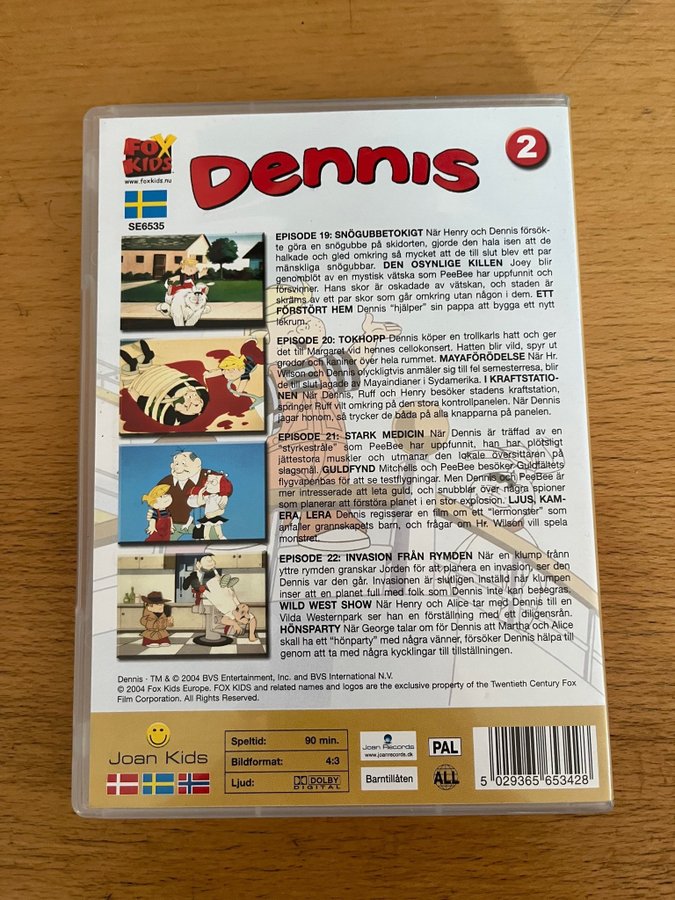 FOX KIDS
www.foxkids.nu
Dennis
2
SE6535
EPISODE 19: SNÖGUBBETOKIGT När Henry och Dennis försök-
te göra en snögubbe på skidorten, gjorde den hala isen att de
halkade och gled omkring så mycket att de till slut blev ett par
mänskliga snögubbar. DEN OSYNLIGE KILLEN Joey blir
genomblöt av en mystisk vätska som PeeBee har uppfunnit och
försvinner. Hans skor är oskadade av vätskan, och staden är
skräms av ett par skor som går omkring utan någon i dem. ETT
FÖRSTÖRT HEM Dennis "hjälper" sin pappa att bygga ett nytt
lekrum.
EPISODE 20: TOKHOPP Dennis köper en trollkarls hatt och ger
det till Margaret vid hennes cellokonsert. Hatten blir vild, spyr ut
grodor och kaniner över hela rummet. MAYAFÖRÖDELSE När Hr.
Wilson och Dennis olyckligtvis anmäler sig till fel semesterresa, blir
de till slut jagade av Mayaindianer i Sydamerika. I KRAFTSTATIO-
NEN När Dennis, Ruff och Henry besöker stadens kraftstation,
springer Ruff vilt omkring på den stora kontrollpanelen. När Dennis
jagar honom, så trycker de båda på alla knapparna på panelen.
EPISODE 21: STARK MEDICIN När Dennis är träffad av en
"styrkestråle" som PeeBee har uppfunnit, han har plötsligt
jättestora muskler och utmanar den lokale översittaren på
slagsmål. GULDFYND Mitchells och PeeBee besöker Guldfältets
flygvapenbas för att se testflygningar. Men Dennis och PeeBee är
mer intresserade att leta guld, och snubblar över några spioner
som planerar att förstöra planet i en stor explosion. LJUS, KAM-
ERA, LERA Dennis regisserar en film om ett "lermonster" som
anfaller grannskapets barn, och frågar om Hr. Wilson vill spela
monstret.
EPISODE 22: INVASION FRÅN RYMDEN När en klump frånn
yttre rymden granskar Jorden för att planera en invasion, ser den
Dennis var den går. Invasionen är slutligen inställd när klumpen
inser att en planet full med folk som Dennis inte kan besegras.
WILD WEST SHOW När Henry och Alice tar med Dennis till en
Vilda Westernpark ser han en förställning med ett diligensrån.
HÖNSPARTY När George talar om för Dennis att Martha och Alice
skall ha ett "hönparty" med några vänner, försöker Dennis hälpa till
genom att ta med några kycklingar till tillställningen.
Dennis · TM & © 2004 BVS Entertainment, Inc. and BVS International N.V.
© 2004 Fox Kids Europe. FOX KIDS and related names and logos are the exclusive property of the Twentieth Century Fox
Film Corporation. All Rights Reserved.
Joan Kids
Speltid: 90 min.
Bildformat: 4:3
Ljud: DOLBY DIGITAL
Joan Records
www.joanrecords.dk
Barntillåten
PAL
ALL
5 029365 653428